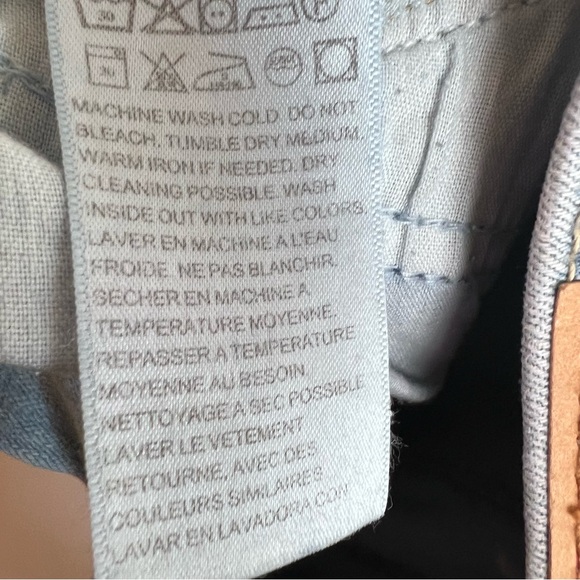 30
MACHINE WASH COLD. DO NOT
BLEACH. TUMBLE DRY MEDIUM.
WARM IRON IF NEEDED. DRY
CLEANING POSSIBLE. WASH
INSIDE OUT WITH LIKE COLORS.
LAVER EN MACHINE A L'EAU
FROIDE. NE PAS BLANCHIR.
SECHER EN MACHINE A
TEMPERATURE MOYENNE.
REPASSER A TEMPERATURE
MOYENNE AU BESOIN.
NETTOYAGE A SEC POSSIBLE.
LAVER LE VETEMENT
RETOURNE, AVEC DES
COULEURS SIMILAIRES
LAVAR EN LAVADORA CON